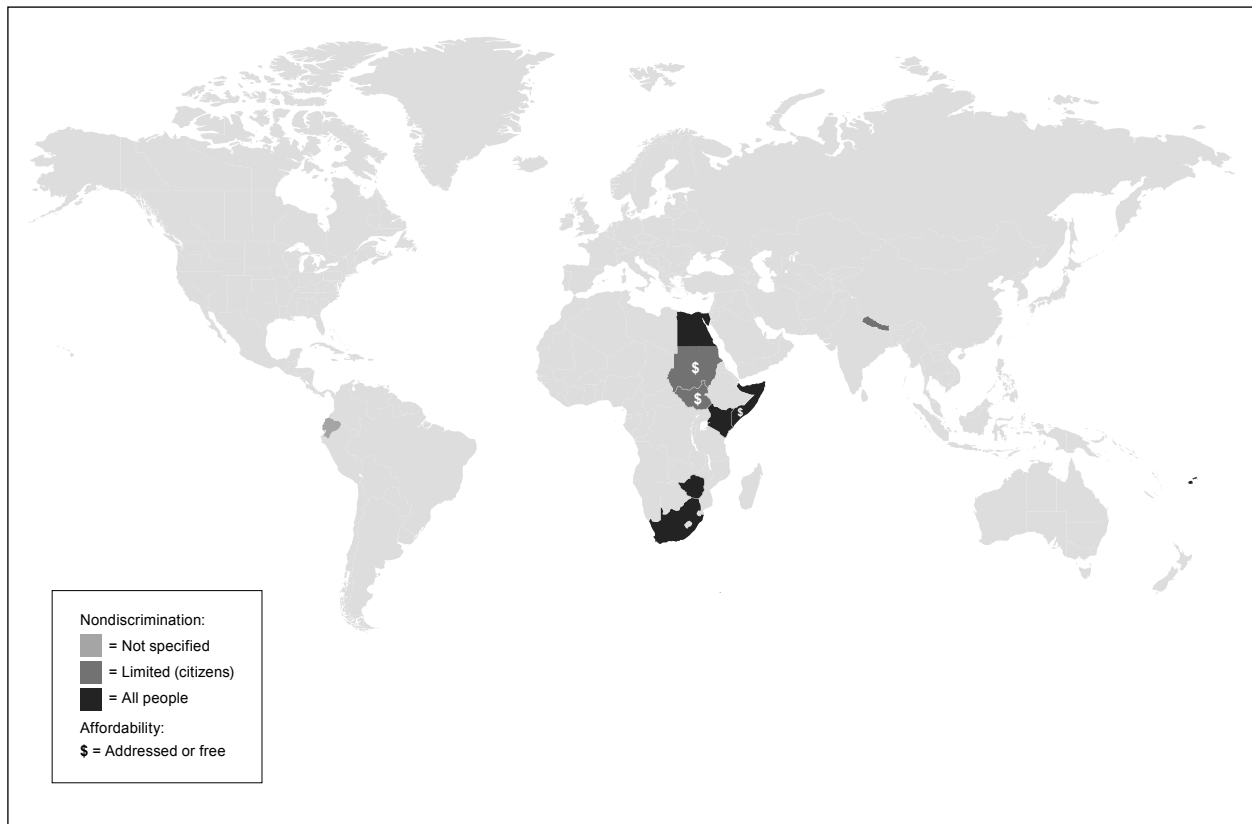 $
$
$
Nondiscrimination:
= Not specified
= Limited (citizens)
= All people
Affordability:
$ = Addressed or free